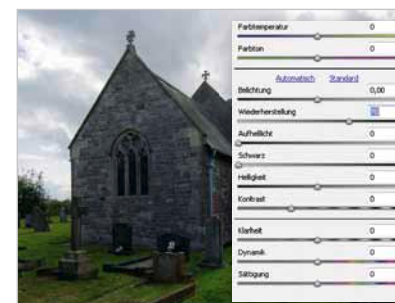 Farbtemperatur 0
Farbton 0
Automatisch Standard
Belichtung 0,00
Wiederherstellung
Aufhelllicht 0
Schwarz 0
Helligkeit 0
Kontrast 0
Klarheit 0
Dynamik 0
Sättigung 0